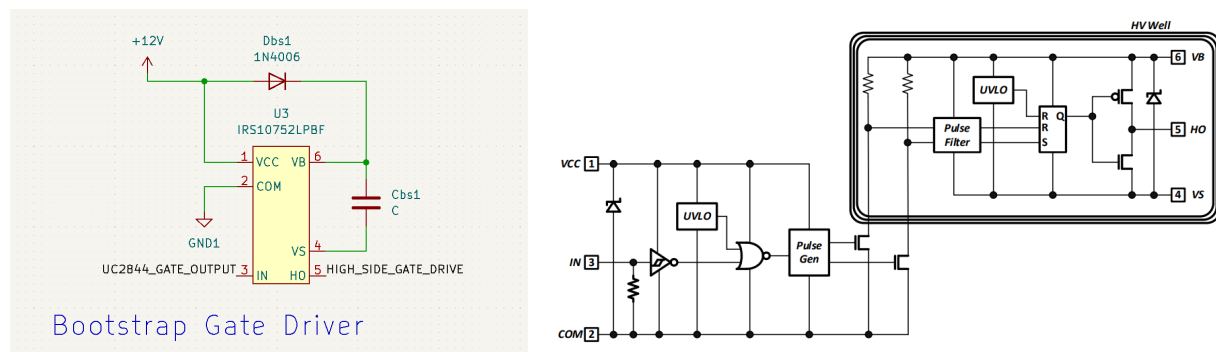 +12V
Dbs1
1N4006
U3
IRS10752LPBF
1 VCC VB 6
2 COM
Cbs1
C
GND1
VS 4
UC2844_GATE_OUTPUT 3 IN HO 5 HIGH_SIDE_GATE_DRIVE
Bootstrap Gate Driver
HV Well
6 VB
UVLO
R Q
R
S
Pulse
Filter
5 HO
4 VS
VCC 1
UVLO
Pulse
Gen
IN 3
COM 2